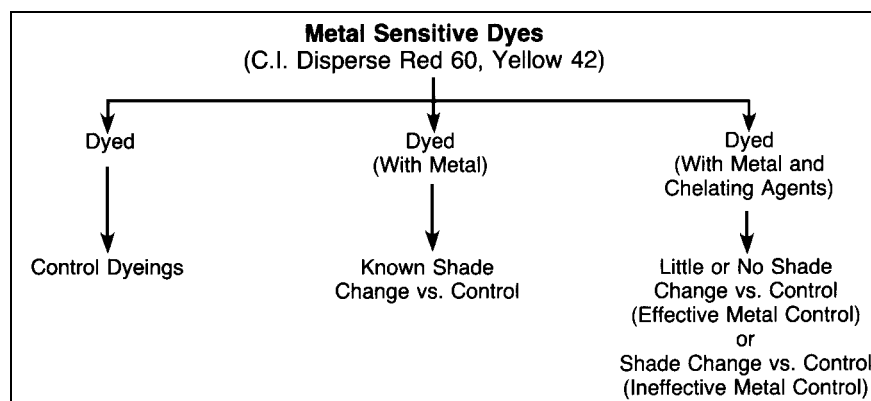 Metal Sensitive Dyes
(C.I. Disperse Red 60, Yellow 42)
Dyed
Dyed
(With Metal)
Dyed
(With Metal and
Chelating Agents)
Control Dyeings
Known Shade
Change vs. Control
Little or No Shade
Change vs. Control
(Effective Metal Control)
or
Shade Change vs. Control
(Ineffective Metal Control)